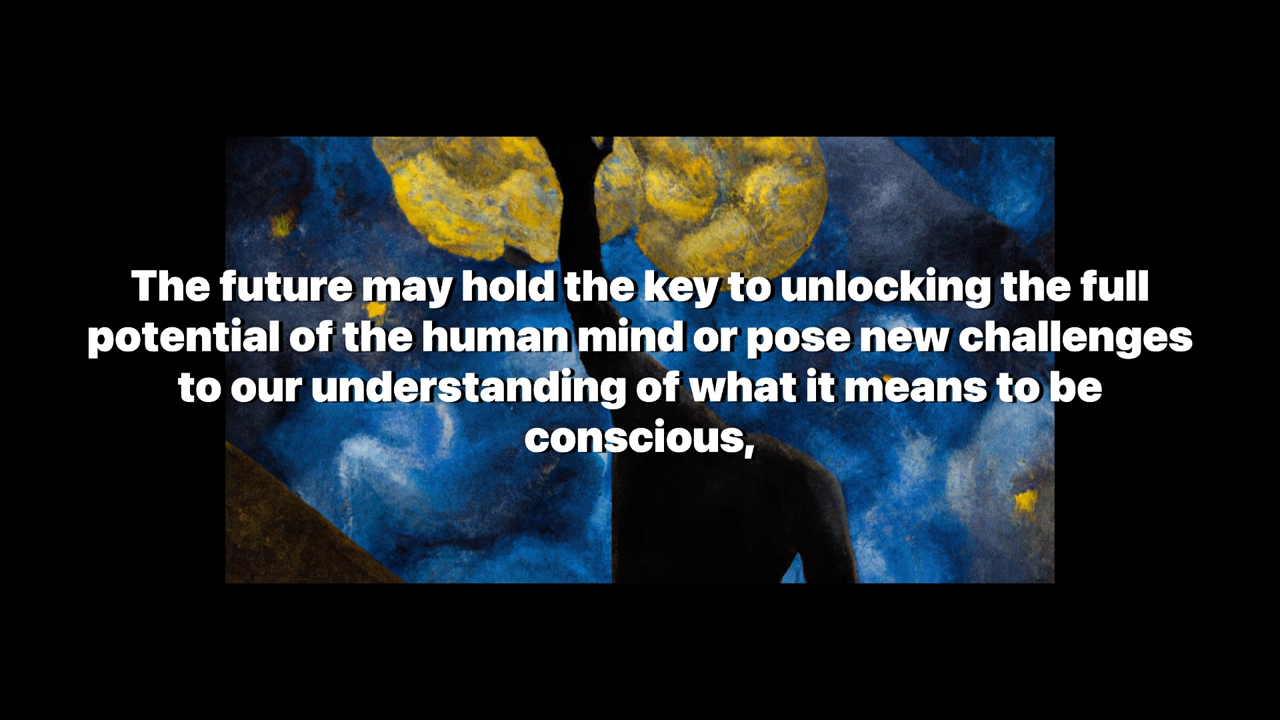 The future may hold the key to unlocking the full
potential of the human mind or pose new challenges
to our understanding of what it means to be
conscious,